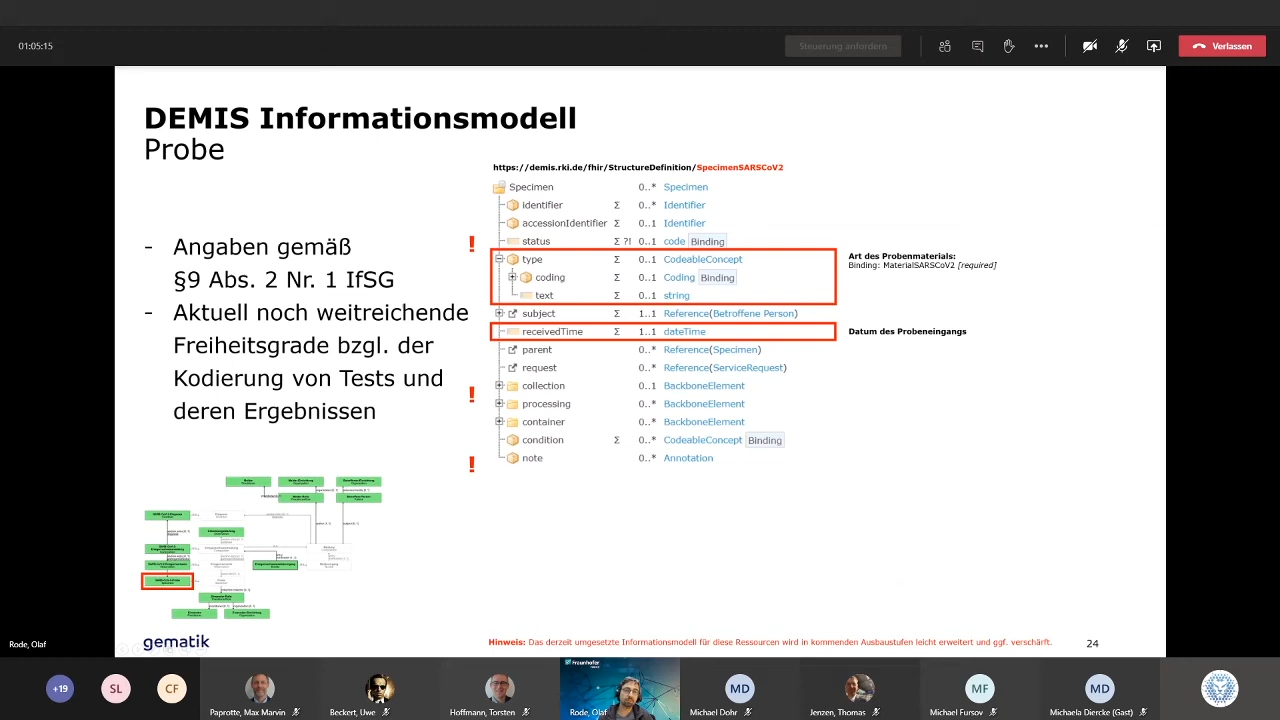 01:05:15
Steuerung anfordern
Verlassen
DEMIS Informationsmodell
Probe
https://demis.rki.de/fhir/StructureDefinition/SpecimenSARSCoV2
Specimen 0..* Specimen
identifier Σ 0..* Identifier
accessionIdentifier Σ 0..1 Identifier
status Σ ?! 0..1 code Binding
type Σ 0..1 CodeableConcept
coding Σ 0..1 Coding Binding
text Σ 0..1 string
subject Σ 1..1 Reference(Betroffene Person)
receivedTime Σ 1..1 dateTime
parent 0..* Reference(Specimen)
request 0..* Reference(ServiceRequest)
collection 0..1 BackboneElement
processing 0..* BackboneElement
container 0..* BackboneElement
condition Σ 0..* CodeableConcept Binding
note 0..* Annotation
Art des Probenmaterials:
Binding: MaterialSARSCoV2 [required]
Datum des Probeneingangs
- Angaben gemäß
§9 Abs. 2 Nr. 1 IfSG
- Aktuell noch weitreichende
Freiheitsgrade bzgl. der
Kodierung von Tests und
deren Ergebnissen
!
!
!
Rode, Olaf
gematik
Hinweis: Das derzeit umgesetzte Informationsmodell für diese Ressourcen wird in kommenden Ausbaustufen leicht erweitert und ggf. verschärft.
24
+19
SL
CF
Paprotte, Max Marvin
Beckert, Uwe
Hoffmann, Torsten
Fraunhofer
Rode, Olaf
MD
Michael Dohr
Jenzen, Thomas
MF
Michael Fursov
MD
Michaela Diercke (Gast)